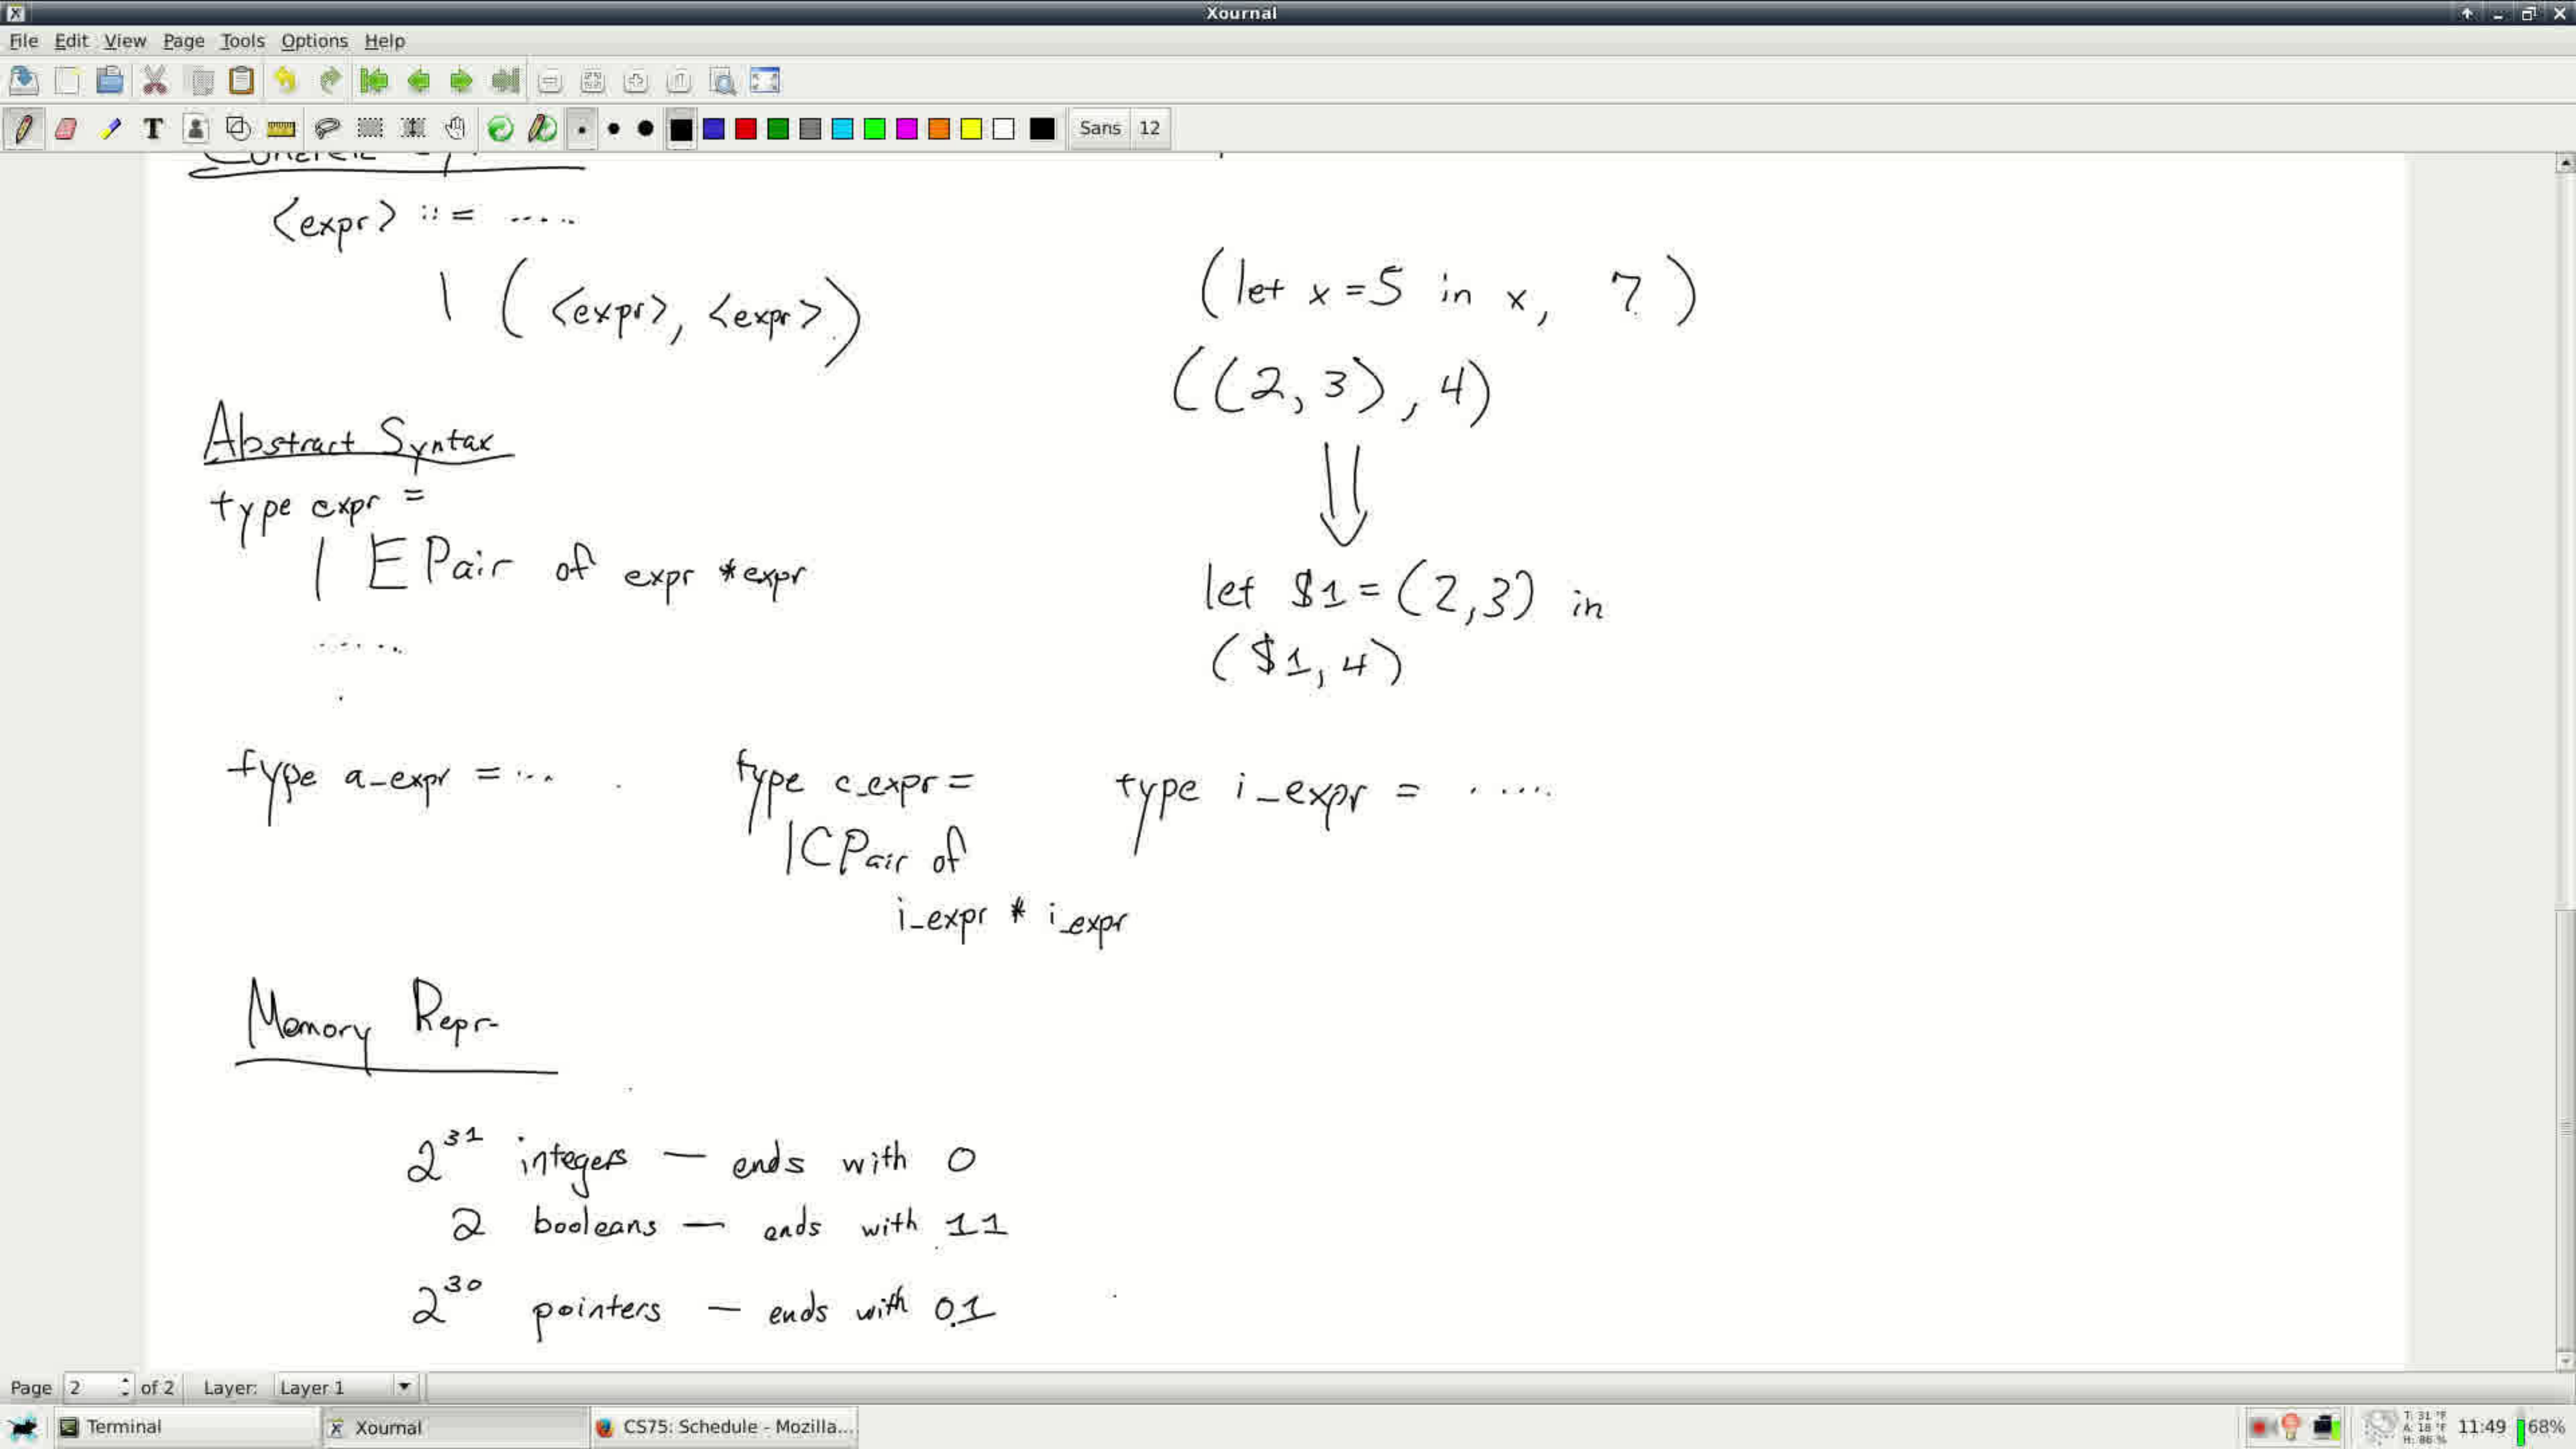 Xournal
File Edit View Page Tools Options Help
Sans 12
<expr> ::= .....
| ( <expr>, <expr> )
(let x = 5 in x, 7 )
((2, 3), 4)
Abstract Syntax
type expr =
| EPair of expr * expr
......
let $1 = (2,3) in
($1, 4)
type a_expr = ...
type c_expr =
| CPair of
i_expr * i_expr
type i_expr = .....
Memory Repr.
2^31 integers — ends with 0
2 booleans — ends with 11
2^30 pointers — ends with 01
Page 2 of 2 Layer: Layer 1
Terminal
Xournal
CS75: Schedule - Mozilla...
T: 31 °F
A: 18 °F
H: 86 %
11:49
68%